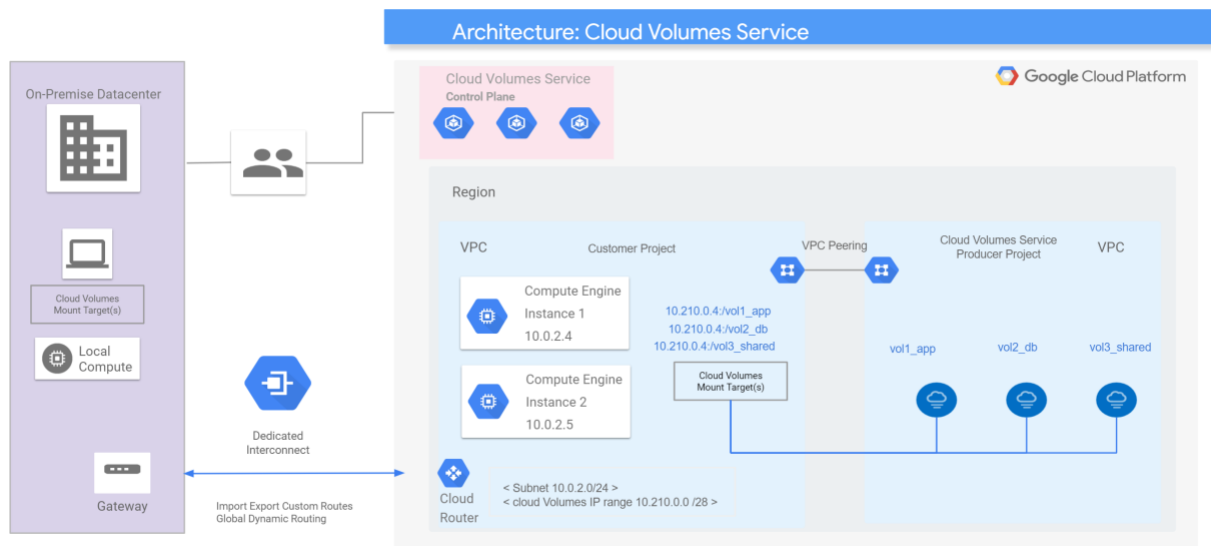 Architecture: Cloud Volumes Service
On-Premise Datacenter
Cloud Volumes
Mount Target(s)
Local
Compute
Gateway
Dedicated
Interconnect
Import Export Custom Routes
Global Dynamic Routing
Cloud Volumes Service
Control Plane
Google Cloud Platform
Region
VPC
Customer Project
Compute Engine
Instance 1
10.0.2.4
Compute Engine
Instance 2
10.0.2.5
10.210.0.4:/vol1_app
10.210.0.4:/vol2_db
10.210.0.4:/vol3_shared
Cloud Volumes
Mount Target(s)
Cloud
Router
< Subnet 10.0.2.0/24 >
< cloud Volumes IP range 10.210.0.0 /28 >
VPC Peering
Cloud Volumes Service
Producer Project
VPC
vol1_app
vol2_db
vol3_shared